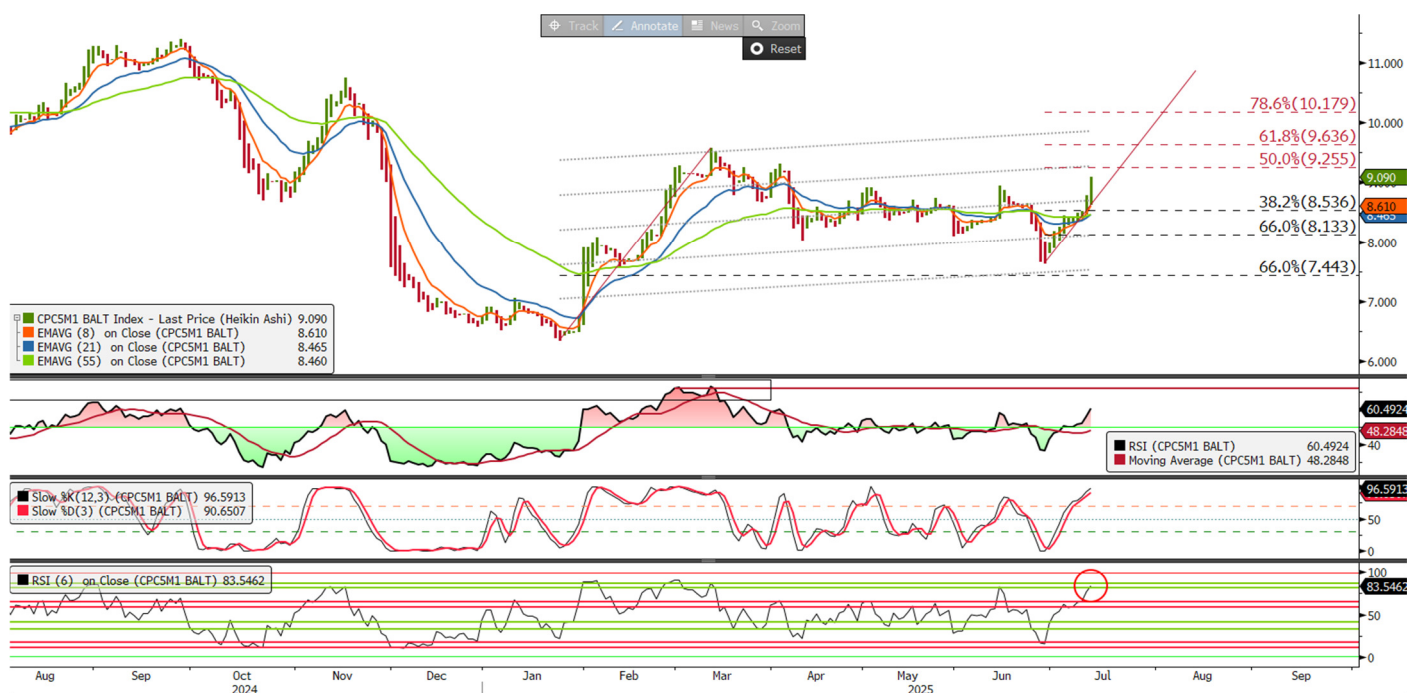 Track Annotate News Zoom
Reset
11.000
78.6%(10.179)
10.000
61.8%(9.636)
50.0%(9.255)
9.090
38.2%(8.536)
8.610
8.465
66.0%(8.133)
8.000
66.0%(7.443)
7.000
6.000
CPC5M1 BALT Index - Last Price (Heikin Ashi) 9.090
EMAVG (8) on Close (CPC5M1 BALT) 8.610
EMAVG (21) on Close (CPC5M1 BALT) 8.465
EMAVG (55) on Close (CPC5M1 BALT) 8.460
60.4924
48.2848
40
RSI (CPC5M1 BALT) 60.4924
Moving Average (CPC5M1 BALT) 48.2848
Slow %K(12,3) (CPC5M1 BALT) 96.5913
Slow %D(3) (CPC5M1 BALT) 90.6507
96.5913
50
0
RSI (6) on Close (CPC5M1 BALT) 83.5462
100
83.5462
50
0
Aug Sep Oct Nov Dec Jan Feb Mar Apr May Jun Jul Aug Sep
2024 2025